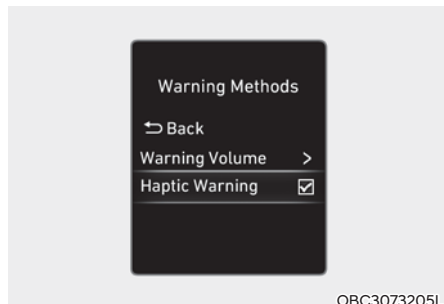 Warning Methods
Back
Warning Volume >
Haptic Warning
OBC3073205L